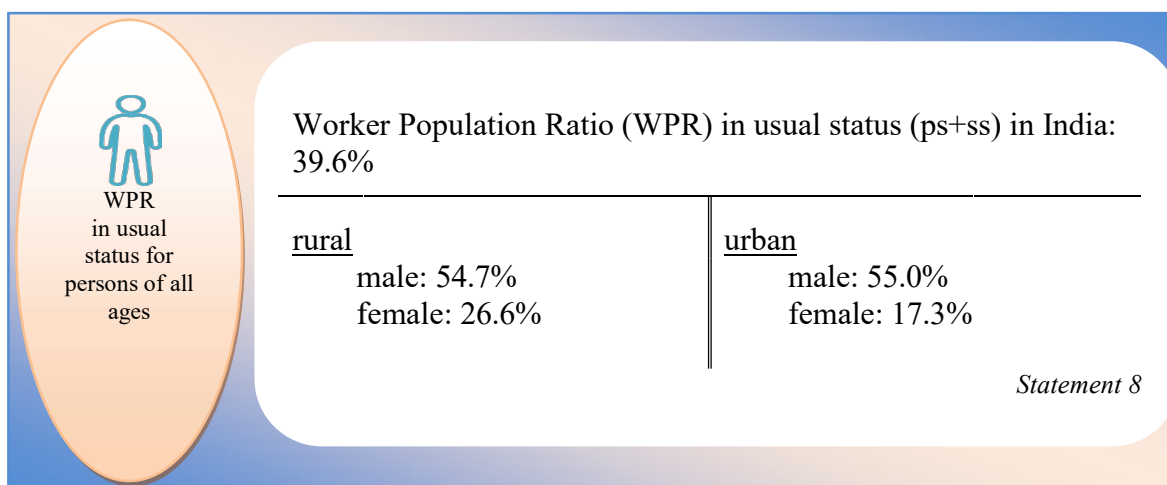 WPR
in usual
status for
persons of all
ages
Worker Population Ratio (WPR) in usual status (ps+ss) in India:
39.6%
rural
male: 54.7%
female: 26.6%
urban
male: 55.0%
female: 17.3%
Statement 8